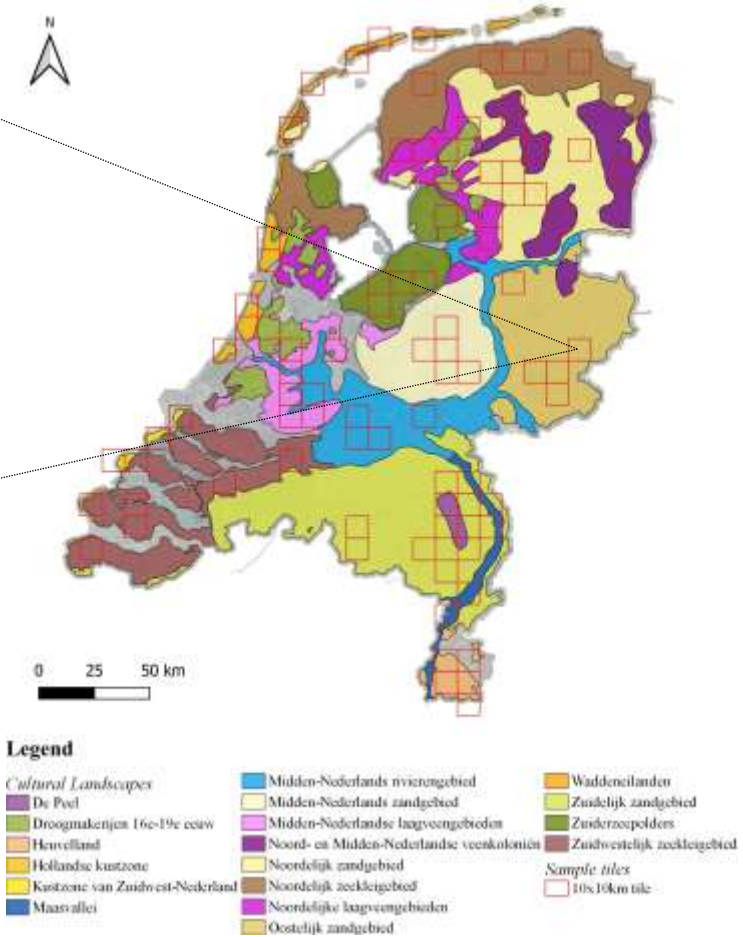 N
0 25 50 km
Legend
Cultural Landscapes
De Peel
Droogmakerijen 16e-19e eeuw
Heuvelland
Hollandse kustzone
Kustzone van Zuidwest-Nederland
Maasvallei
Midden-Nederlands rivierengebied
Midden-Nederlands zandgebied
Midden-Nederlandse laagveengebieden
Noord- en Midden-Nederlandse veenkoloniën
Noordelijk zandgebied
Noordelijk zeekleigebied
Noordelijke laagveengebieden
Oostelijk zandgebied
Waddeneilanden
Zuidelijk zandgebied
Zuiderzeepolders
Zuidwestelijk zeekleigebied
Sample tiles
10x10km tile